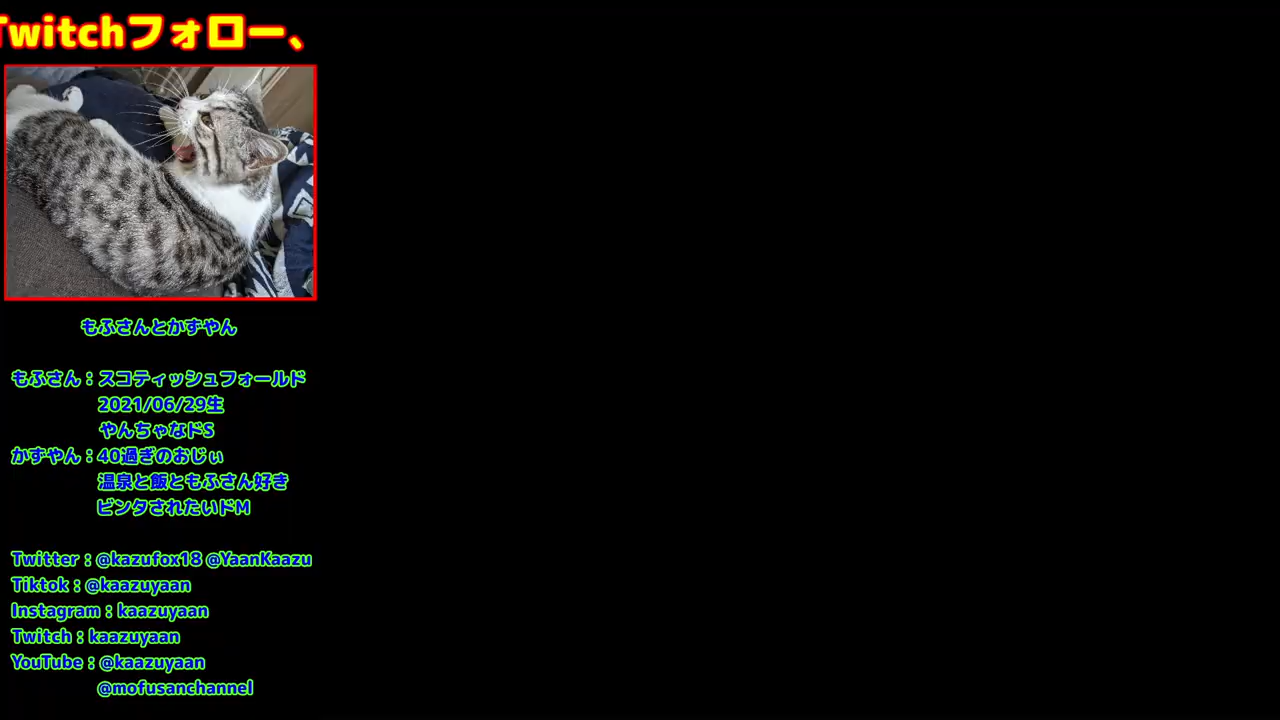 Twitchフォロー、
もふさんとかずやん
もふさん：スコティッシュフォールド
2021/06/29生
やんちゃなドS
かずやん：40過ぎのおじぃ
温泉と飯ともふさん好き
ビンタされたいドM
Twitter：@kazufox18 @YaanKaazu
Tiktok：@kaazuyaan
Instagram：kaazuyaan
Twitch：kaazuyaan
YouTube：@kaazuyaan
@mofusanchannel